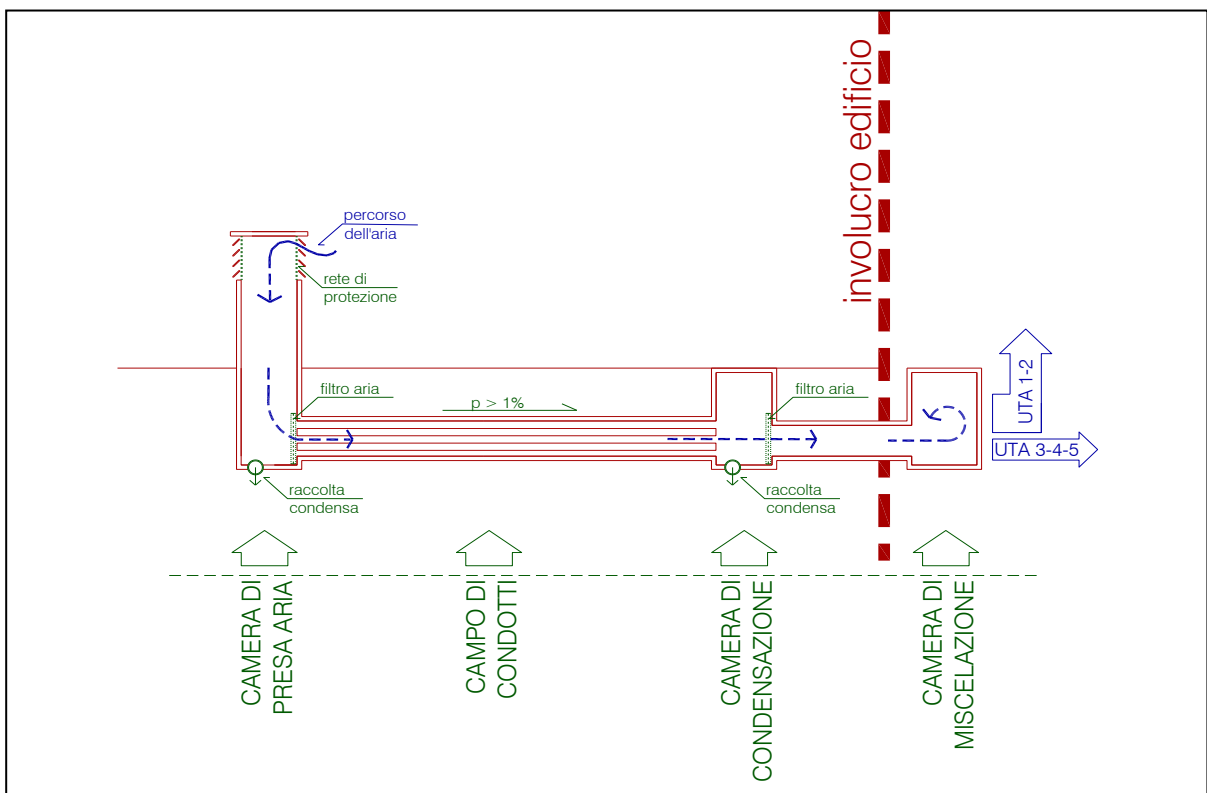 involucro edificio
percorso
dell'aria
rete di
protezione
filtro aria
p > 1%
filtro aria
UTA 1-2
UTA 3-4-5
raccolta
condensa
raccolta
condensa
CAMERA DI
PRESA ARIA
CAMPO DI
CONDOTTI
CAMERA DI
CONDENSAZIONE
CAMERA DI
MISCELAZIONE